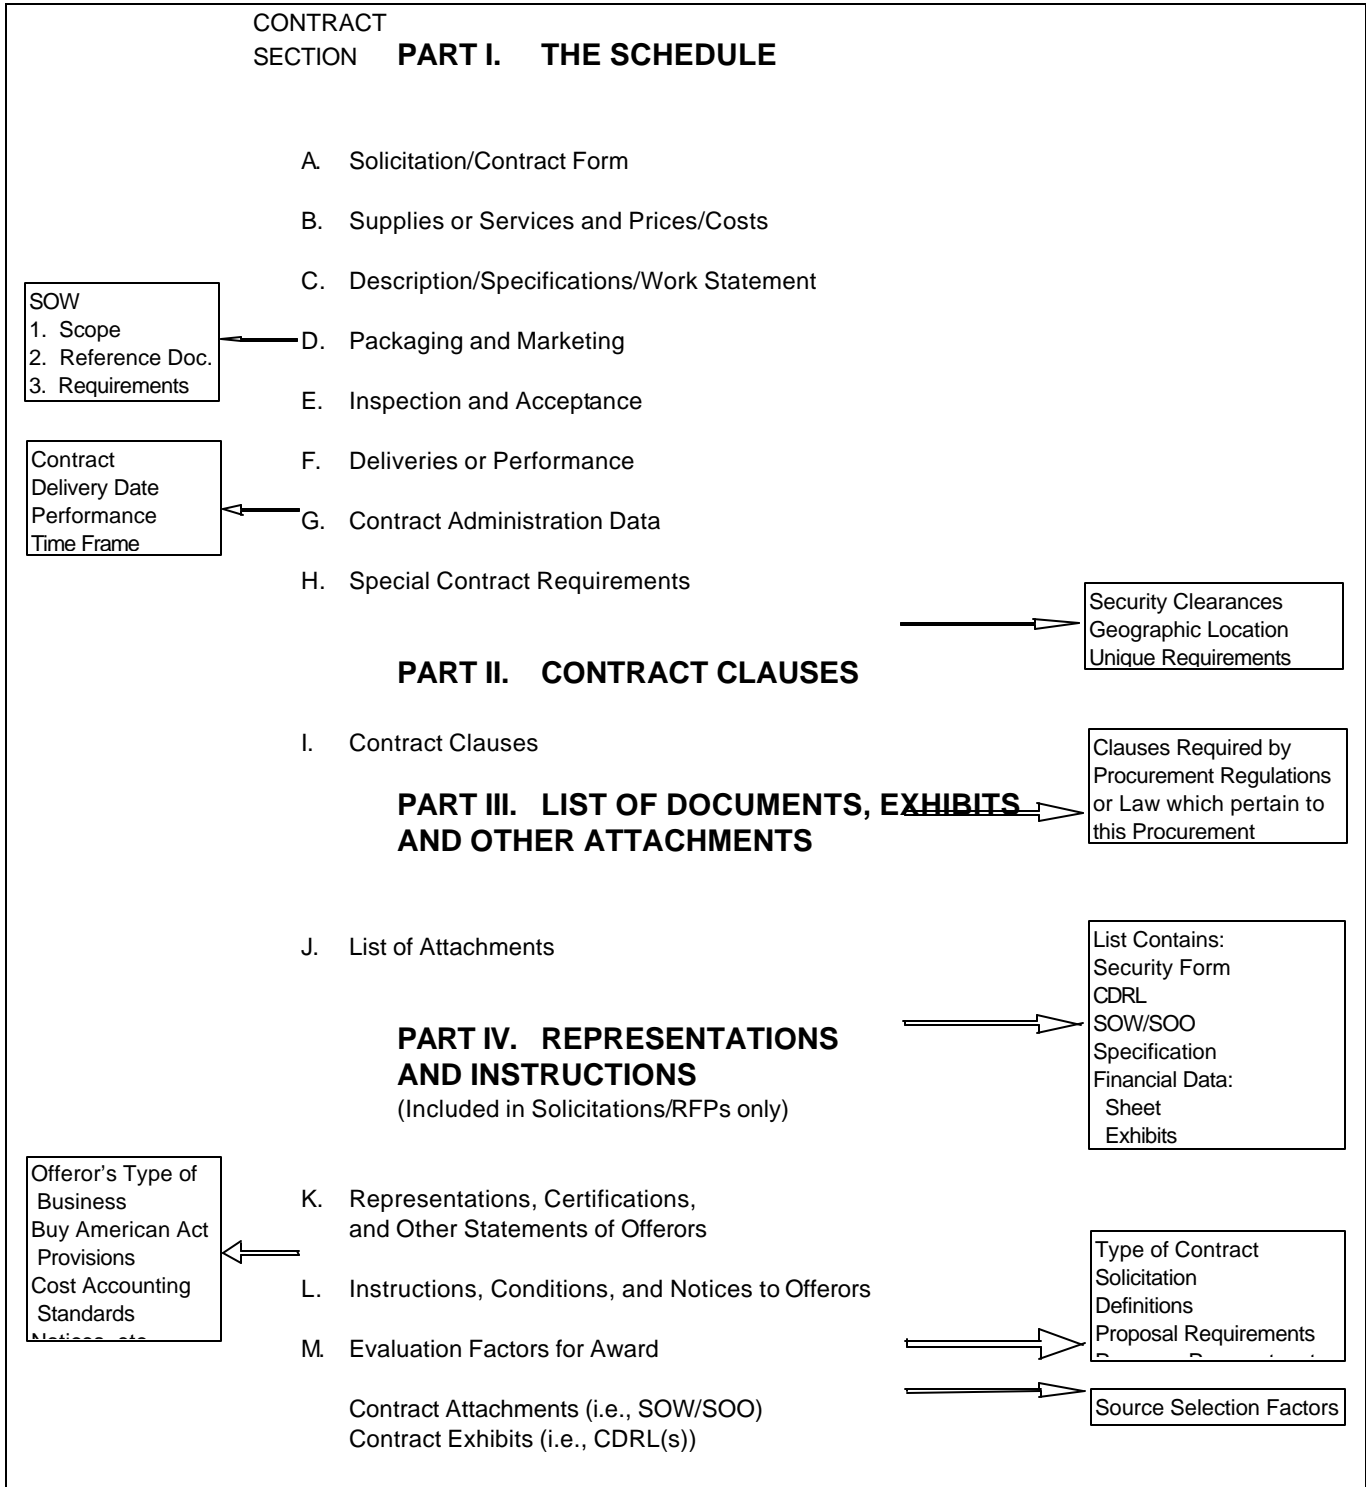 CONTRACT
SECTION PART I. THE SCHEDULE
A. Solicitation/Contract Form
B. Supplies or Services and Prices/Costs
C. Description/Specifications/Work Statement
SOW
1. Scope
2. Reference Doc.
3. Requirements
D. Packaging and Marketing
E. Inspection and Acceptance
Contract
Delivery Date
Performance
Time Frame
F. Deliveries or Performance
G. Contract Administration Data
H. Special Contract Requirements
Security Clearances
Geographic Location
Unique Requirements
PART II. CONTRACT CLAUSES
I. Contract Clauses
Clauses Required by
Procurement Regulations
or Law which pertain to
this Procurement
PART III. LIST OF DOCUMENTS, EXHIBITS
AND OTHER ATTACHMENTS
J. List of Attachments
List Contains:
Security Form
CDRL
SOW/SOO
Specification
Financial Data:
Sheet
Exhibits
PART IV. REPRESENTATIONS
AND INSTRUCTIONS
(Included in Solicitations/RFPs only)
Offeror's Type of
Business
Buy American Act
Provisions
Cost Accounting
Standards
K. Representations, Certifications,
and Other Statements of Offerors
L. Instructions, Conditions, and Notices to Offerors
Type of Contract
Solicitation
Definitions
Proposal Requirements
M. Evaluation Factors for Award
Source Selection Factors
Contract Attachments (i.e., SOW/SOO)
Contract Exhibits (i.e., CDRL(s))